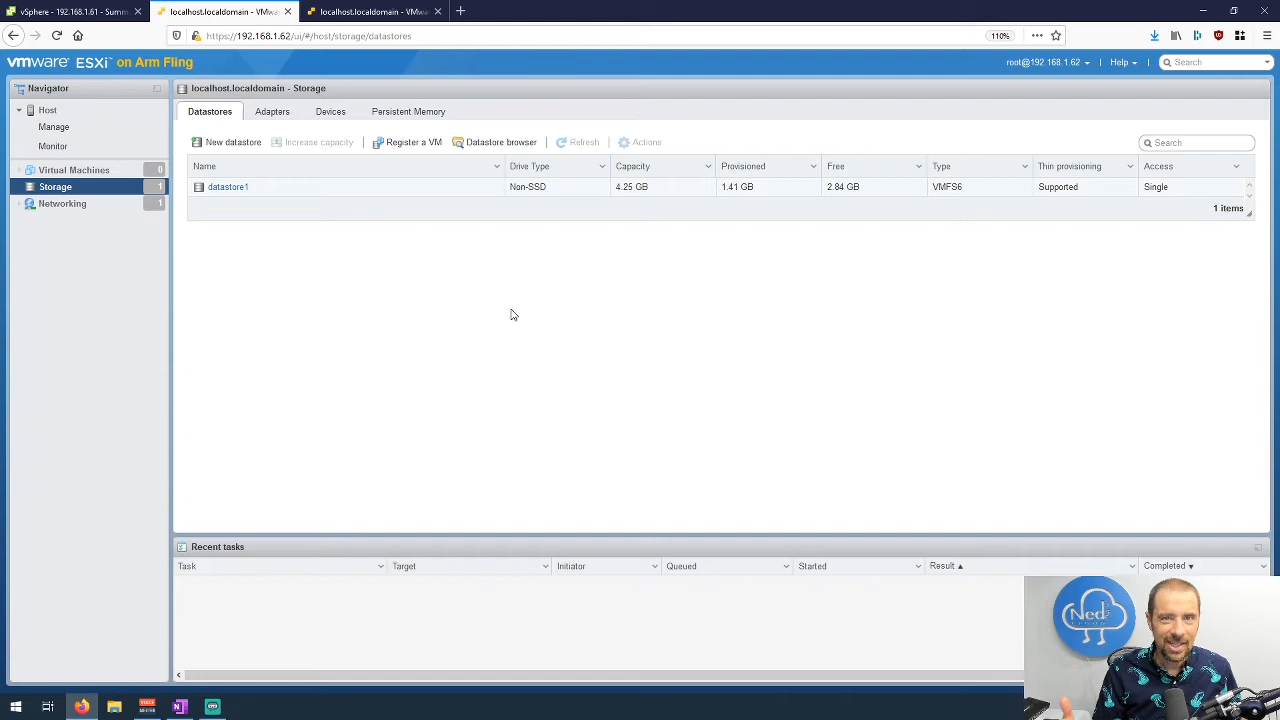 vSphere - 192.168.1.61 - Summ
localhost.localdomain - VMwa
localhost.localdomain - VMwa
https://192.168.1.62/ui/#/host/storage/datastores
110%
vmware ESXi on Arm Fling
root@192.168.1.62
Help
Search
Navigator
Host
Manage
Monitor
Virtual Machines 0
Storage 1
Networking 1
localhost.localdomain - Storage
Datastores Adapters Devices Persistent Memory
New datastore Increase capacity Register a VM Datastore browser Refresh Actions
Search
Name Drive Type Capacity Provisioned Free Type Thin provisioning Access
datastore1 Non-SSD 4.25 GB 1.41 GB 2.84 GB VMFS6 Supported Single
1 items
Recent tasks
Task Target Initiator Queued Started Result Completed
Ned's
VOICE
MEETER